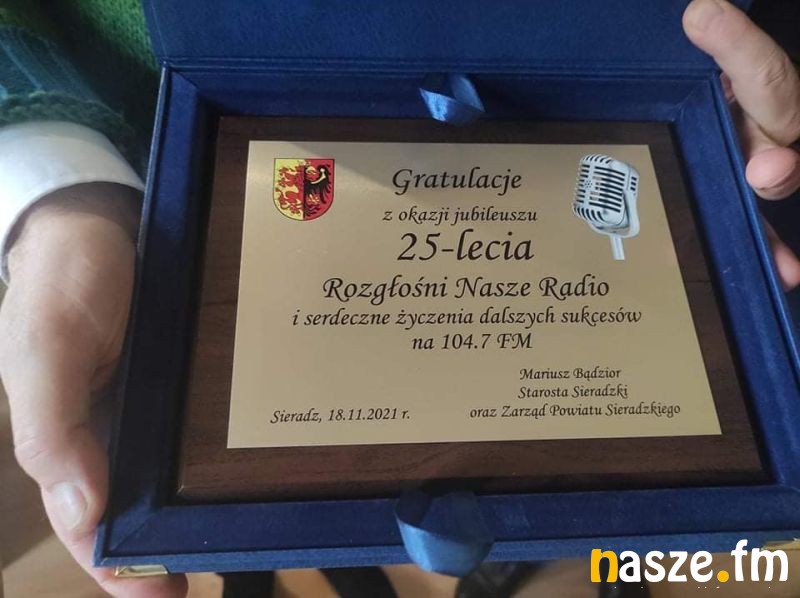 Gratulacje
z okazji jubileuszu
25-lecia
Rozgłośni Nasze Radio
i serdeczne życzenia dalszych sukcesów
na 104.7 FM
Mariusz Bądzior
Starosta Sieradzki
oraz Zarząd Powiatu Sieradzkiego
Sieradz, 18.11.2021 r.
nasze.fm